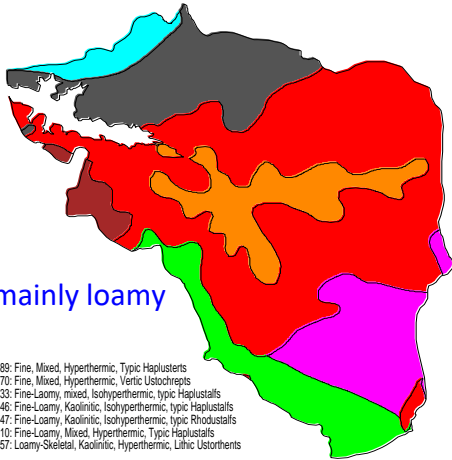 mainly loamy
89: Fine, Mixed, Hyperthermic, Typic Haplusterts
70: Fine, Mixed, Hyperthermic, Vertic Ustochrepts
33: Fine-Laomy, mixed, Isohyperthermic, typic Haplustalfs
46: Fine-Loamy, Kaolinitic, Isohyperthermic, typic Haplustalfs
47: Fine-Loamy, Kaolinitic, Isohyperthermic, typic Rhodustalfs
10: Fine-Loamy, Mixed, Hyperthermic, Typic Haplustalfs
57: Loamy-Skeletal, Kaolinitic, Hyperthermic, Lithic Ustorthents